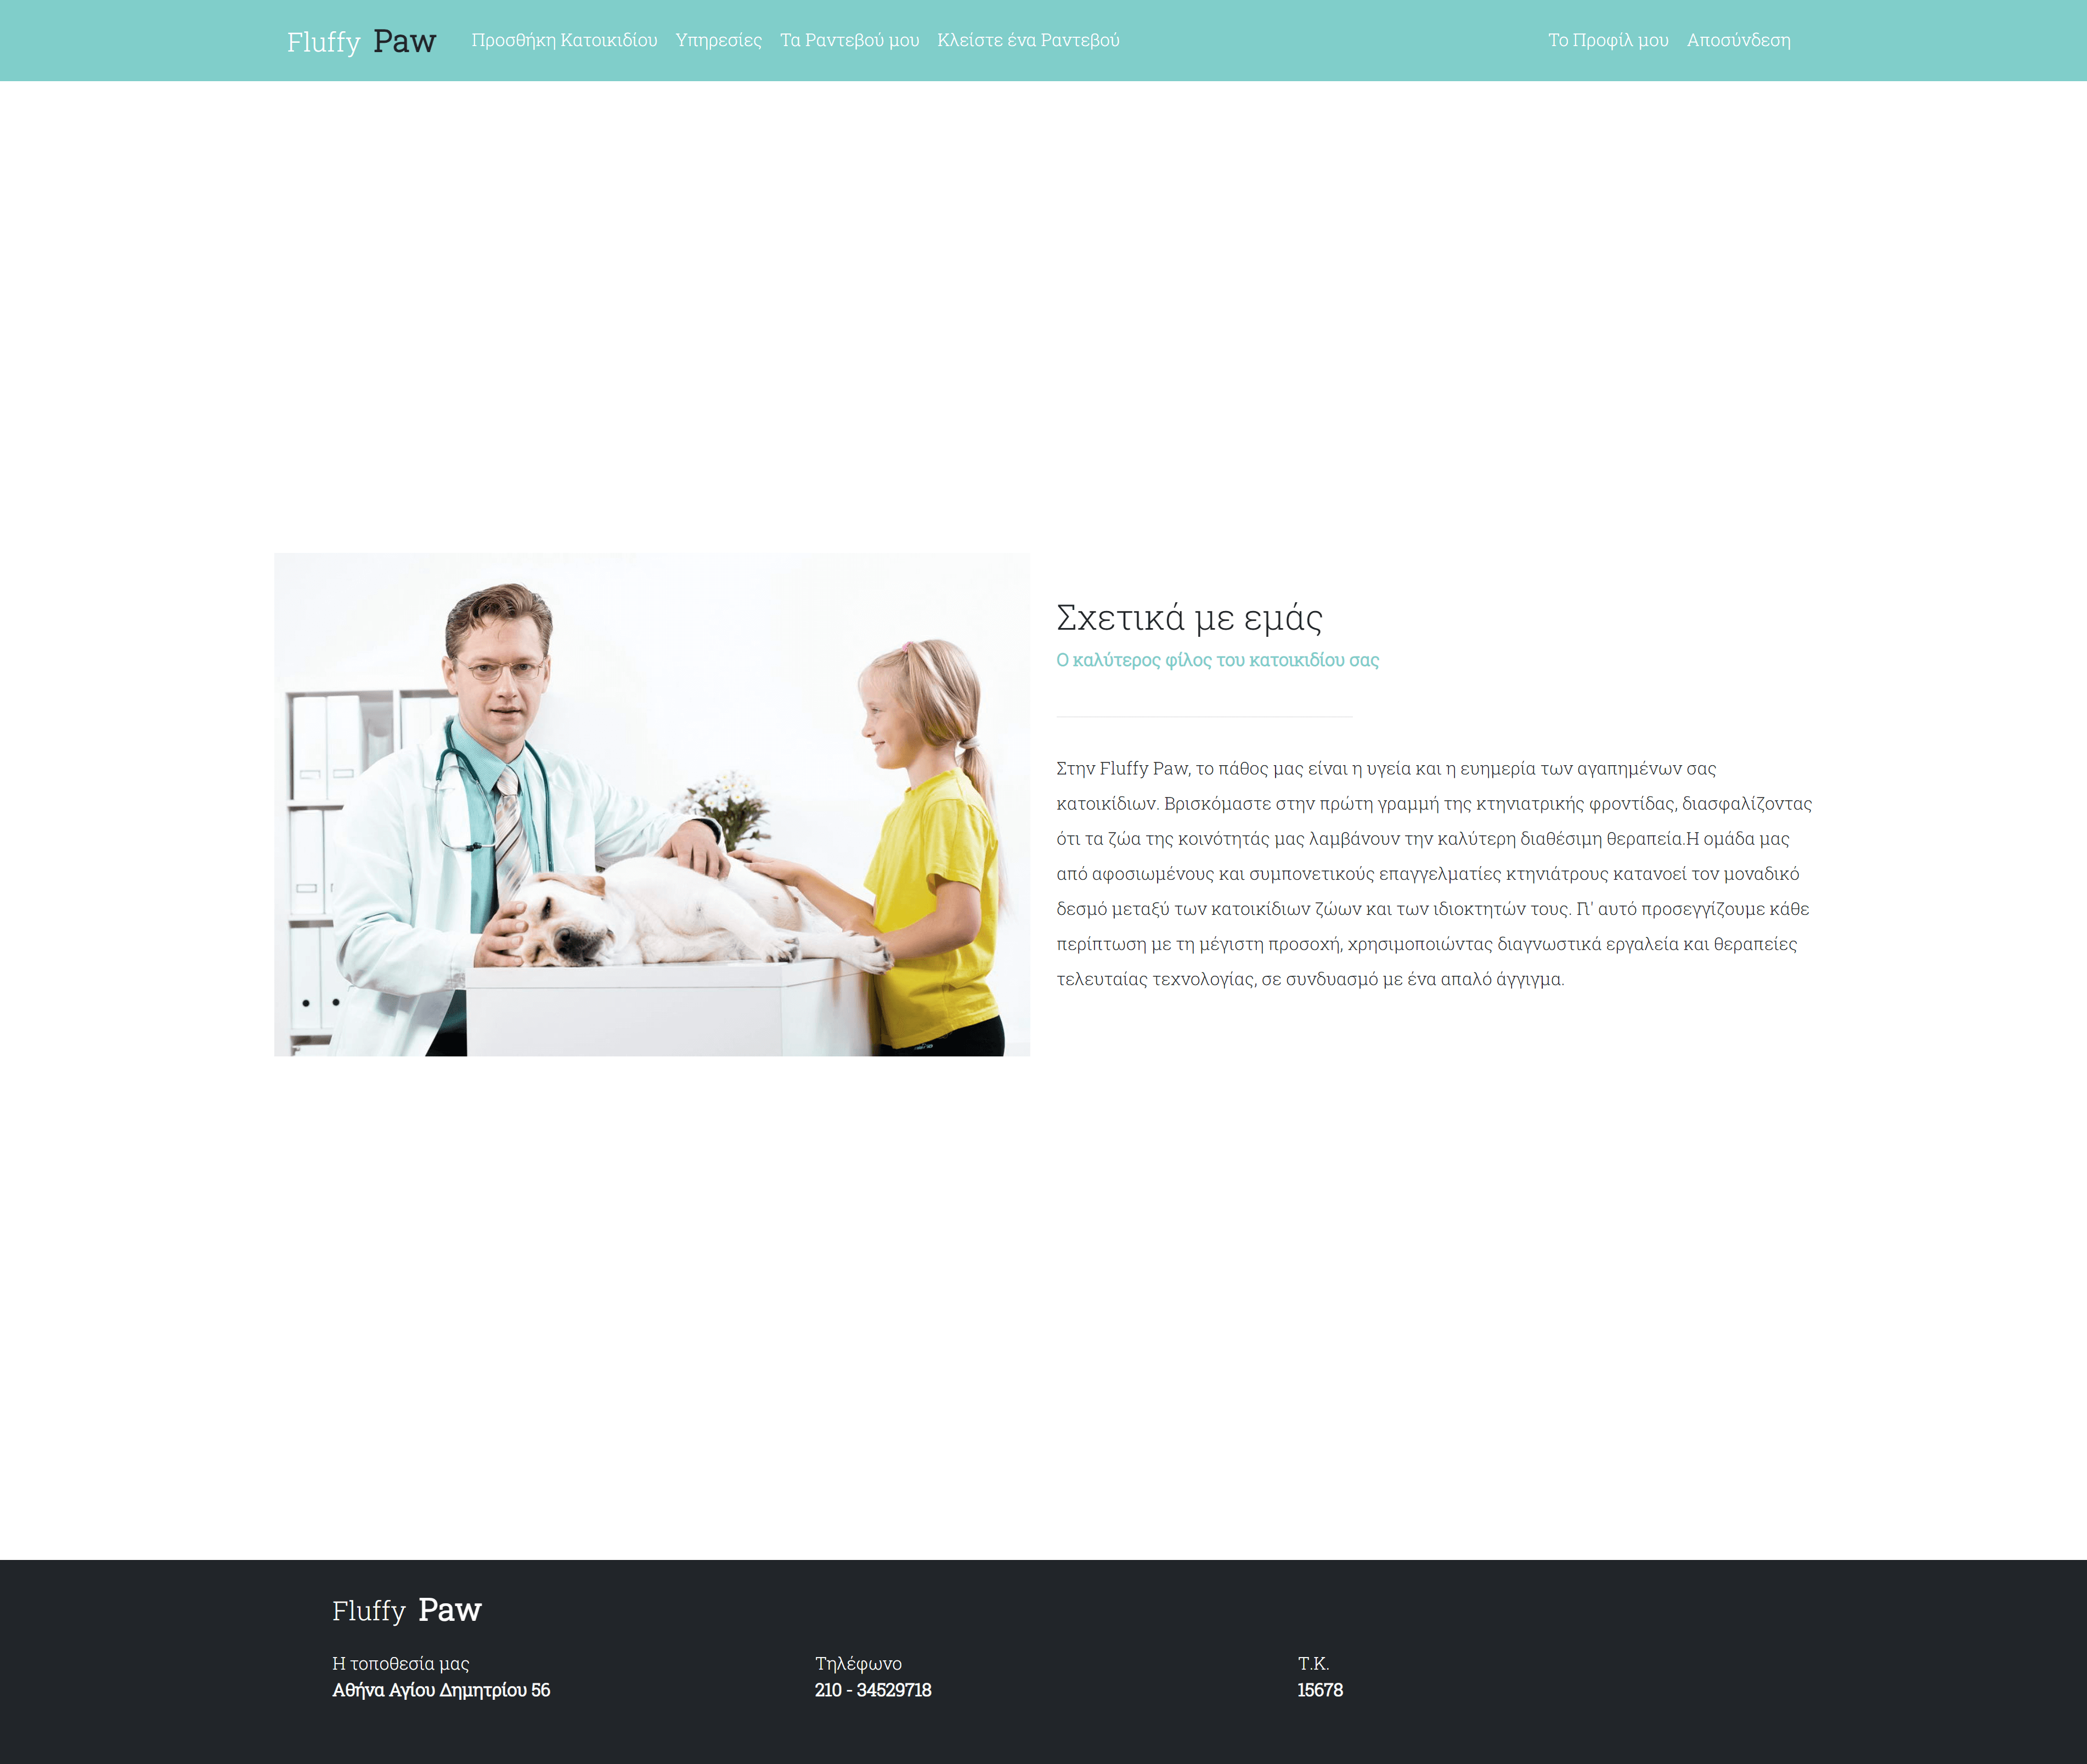 Fluffy Paw Προσθήκη Κατοικιδίου Υπηρεσίες Τα Ραντεβού μου Κλείστε ένα Ραντεβού Το Προφίλ μου Αποσύνδεση
Σχετικά με εμάς
Ο καλύτερος φίλος του κατοικιδίου σας
Στην Fluffy Paw, το πάθος μας είναι η υγεία και η ευημερία των αγαπημένων σας
κατοικίδιων. Βρισκόμαστε στην πρώτη γραμμή της κτηνιατρικής φροντίδας, διασφαλίζοντας
ότι τα ζώα της κοινότητάς μας λαμβάνουν την καλύτερη διαθέσιμη θεραπεία.Η ομάδα μας
από αφοσιωμένους και συμπονετικούς επαγγελματίες κτηνιάτρους κατανοεί τον μοναδικό
δεσμό μεταξύ των κατοικίδιων ζώων και των ιδιοκτητών τους. Γι' αυτό προσεγγίζουμε κάθε
περίπτωση με τη μέγιστη προσοχή, χρησιμοποιώντας διαγνωστικά εργαλεία και θεραπείες
τελευταίας τεχνολογίας, σε συνδυασμό με ένα απαλό άγγιγμα.
Fluffy Paw
Η τοποθεσία μας
Αθήνα Αγίου Δημητρίου 56
Τηλέφωνο
210 - 34529718
Τ.Κ.
15678